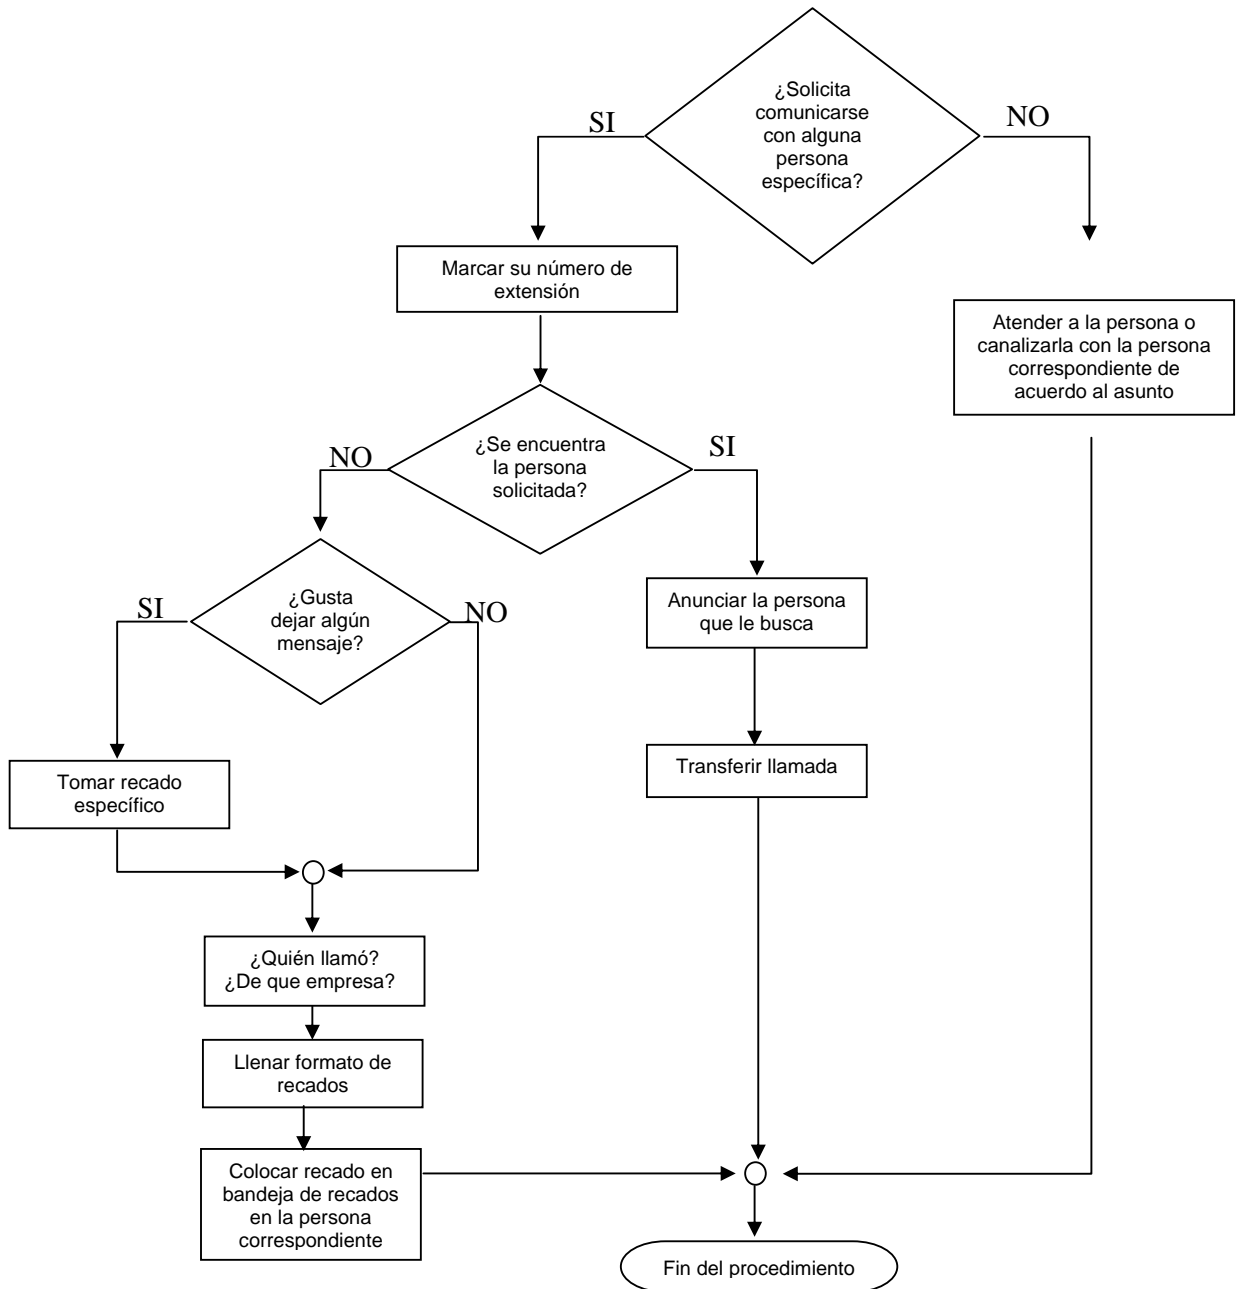 ¿Solicita
comunicarse
con alguna
persona
específica?
SI
NO
Marcar su número de
extensión
Atender a la persona o
canalizarla con la persona
correspondiente de
acuerdo al asunto
¿Se encuentra
la persona
solicitada?
NO
SI
¿Gusta
dejar algún
mensaje?
SI
NO
Anunciar la persona
que le busca
Tomar recado
específico
Transferir llamada
¿Quién llamó?
¿De que empresa?
Llenar formato de
recados
Colocar recado en
bandeja de recados
en la persona
correspondiente
Fin del procedimiento